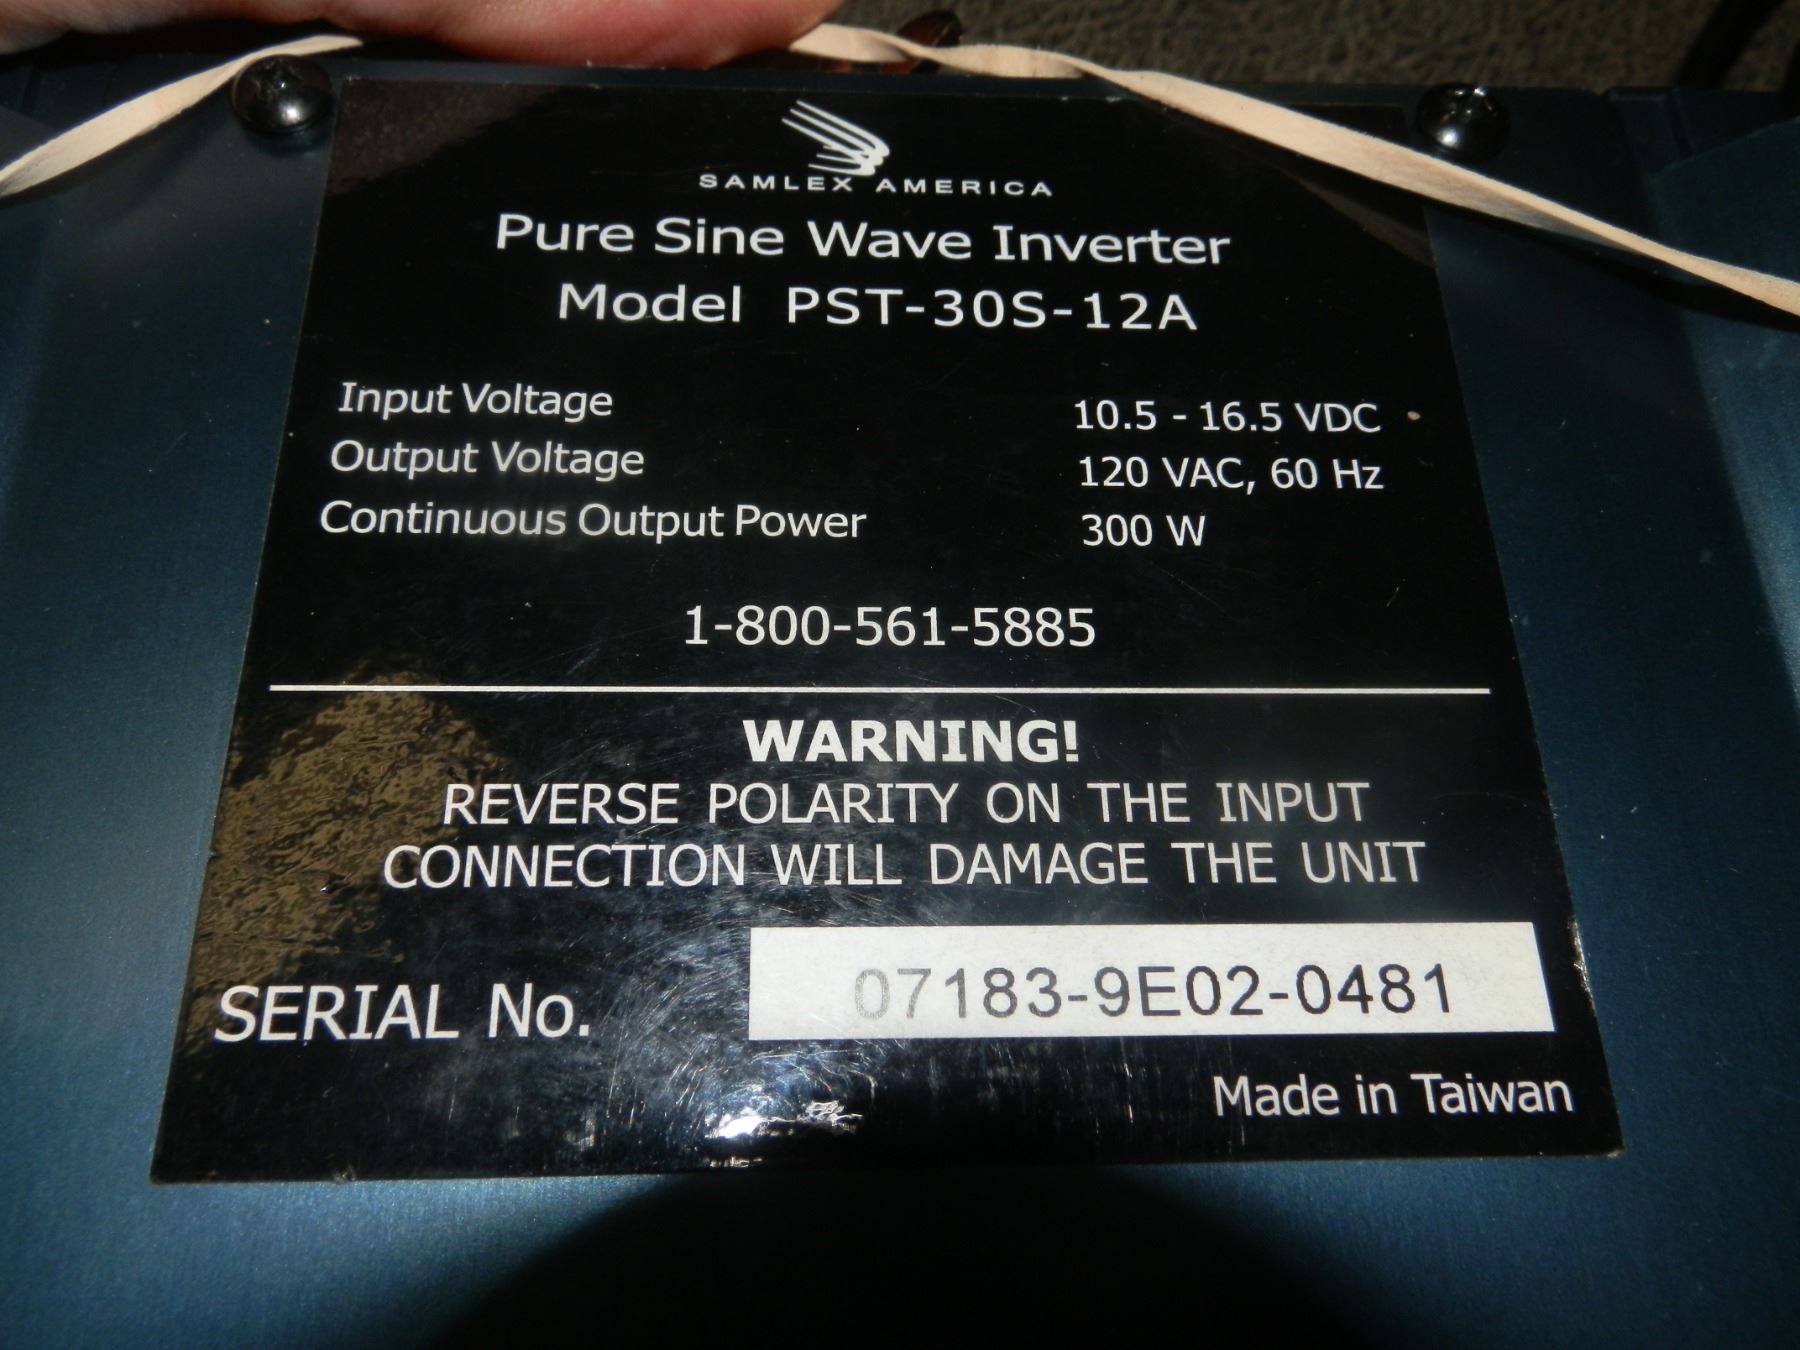 SAMLEX AMERICA
Pure Sine Wave Inverter
Model PST-30S-12A
Input Voltage 10.5 - 16.5 VDC
Output Voltage 120 VAC, 60 Hz
Continuous Output Power 300 W
1-800-561-5885
WARNING!
REVERSE POLARITY ON THE INPUT
CONNECTION WILL DAMAGE THE UNIT
SERIAL No. 07183-9E02-0481
Made in Taiwan